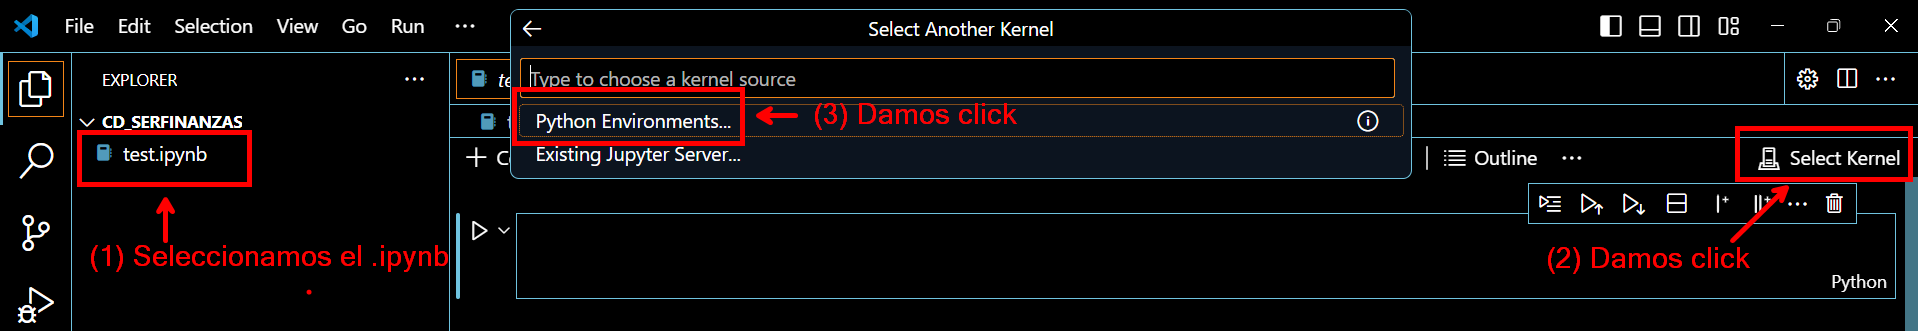 File Edit Selection View Go Run ···
Select Another Kernel
EXPLORER ···
Type to choose a kernel source
CD_SERFINANZAS
Python Environments...
(3) Damos click
test.ipynb
Existing Jupyter Server...
Outline ···
Select Kernel
(1) Seleccionamos el .ipynb
(2) Damos click
Python